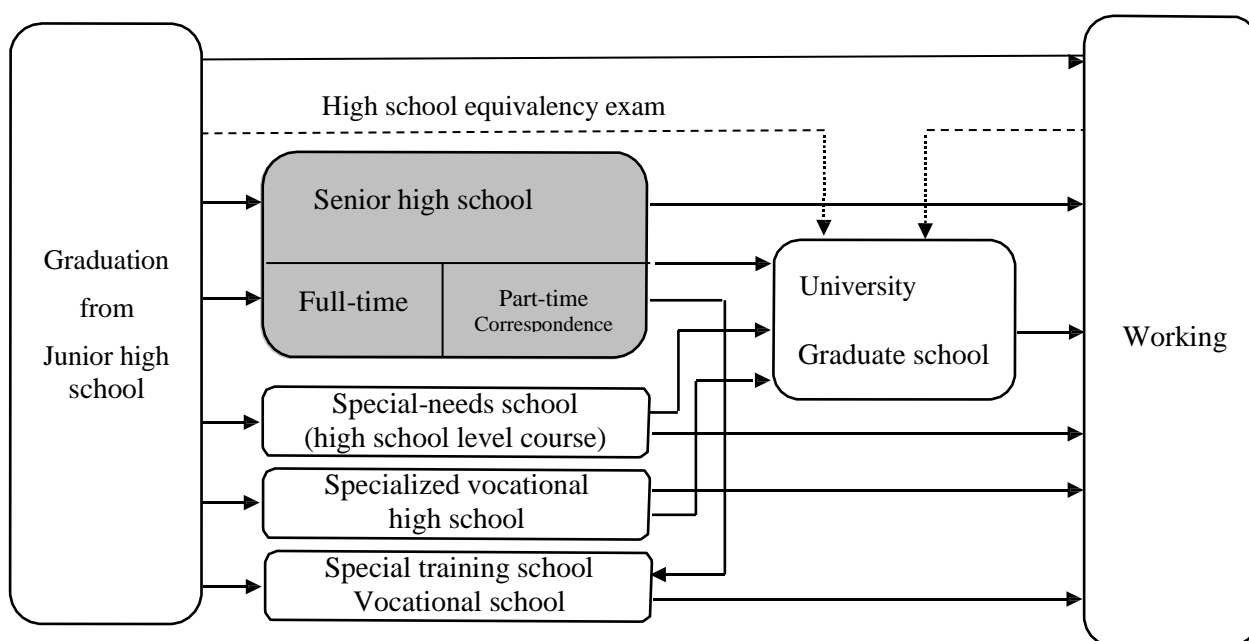 High school equivalency exam
Graduation
from
Junior high
school
Senior high school
Full-time
Part-time
Correspondence
University
Graduate school
Working
Special-needs school
(high school level course)
Specialized vocational
high school
Special training school
Vocational school